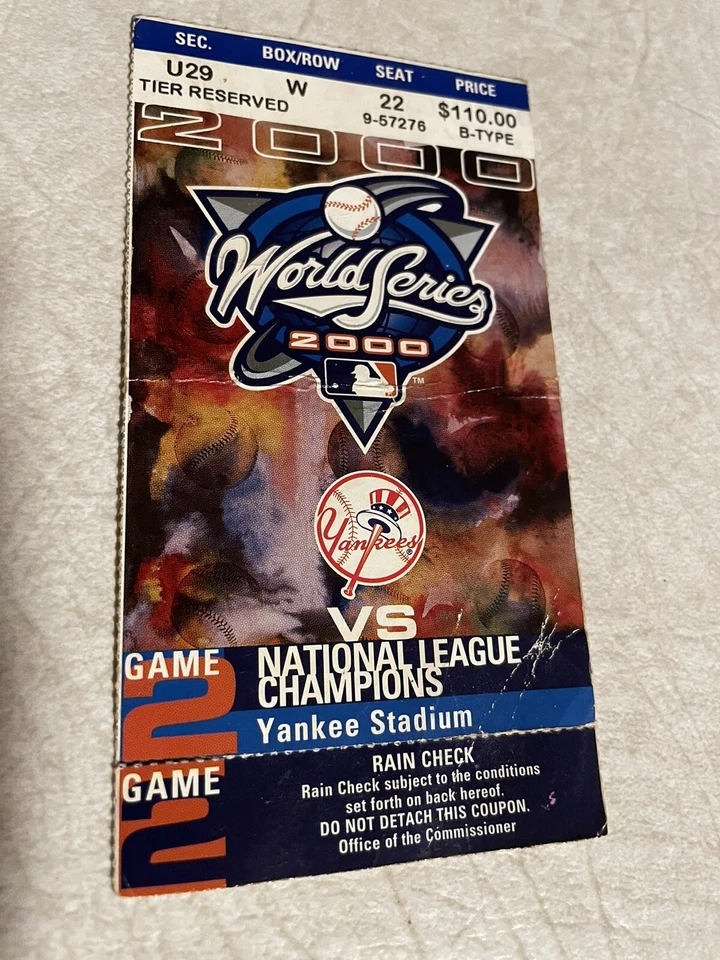 SEC. BOX/ROW SEAT PRICE
U29 W 22 $110.00
TIER RESERVED 9-57276 B-TYPE
2000
World Series
2000
TM
Yankees
®
VS
GAME
2
NATIONAL LEAGUE
CHAMPIONS
Yankee Stadium
GAME
2
RAIN CHECK
Rain Check subject to the conditions
set forth on back hereof.
DO NOT DETACH THIS COUPON.
Office of the Commissioner